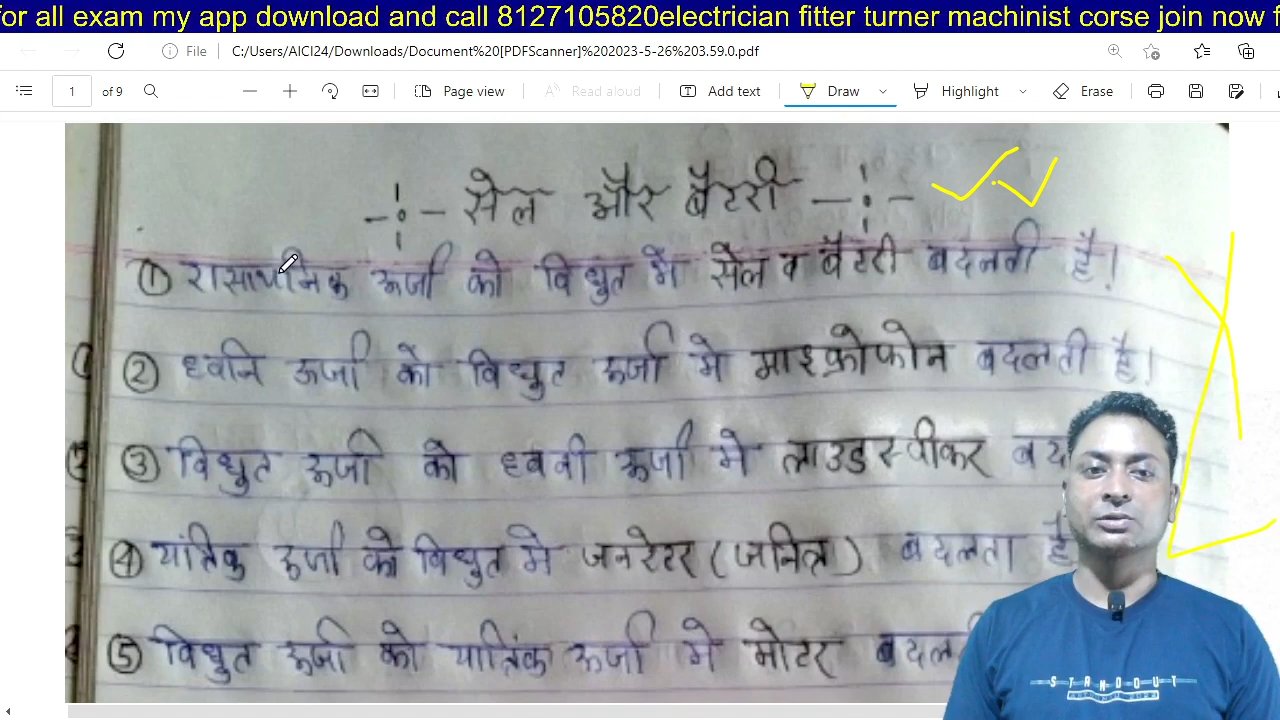 for all exam my app download and call 8127105820electrician fitter turner machinist corse join now f
File C:/Users/AICI24/Downloads/Document%20[PDFScanner]%202023-5-26%203.59.0.pdf
1 of 9 Page view Read aloud Add text Draw Highlight Erase
सेल और बैटरी
① रासायीनिक ऊर्जा को विधुत में सेल व बैटरी बदलती है।
② ध्वनि ऊर्जा को विधुत ऊर्जा मे माइक्रोफोन बदलती है।
③ विधुत ऊर्जा को ध्वनी ऊर्जा मे लाउडस्पीकर बद
④ यांत्रिक ऊर्जा को विधुत मे जनरेटर (जनित्र) बदलता है
⑤ विधुत ऊर्जा को यात्रिंक ऊर्जा मे मोटर बदल
STANDOUT